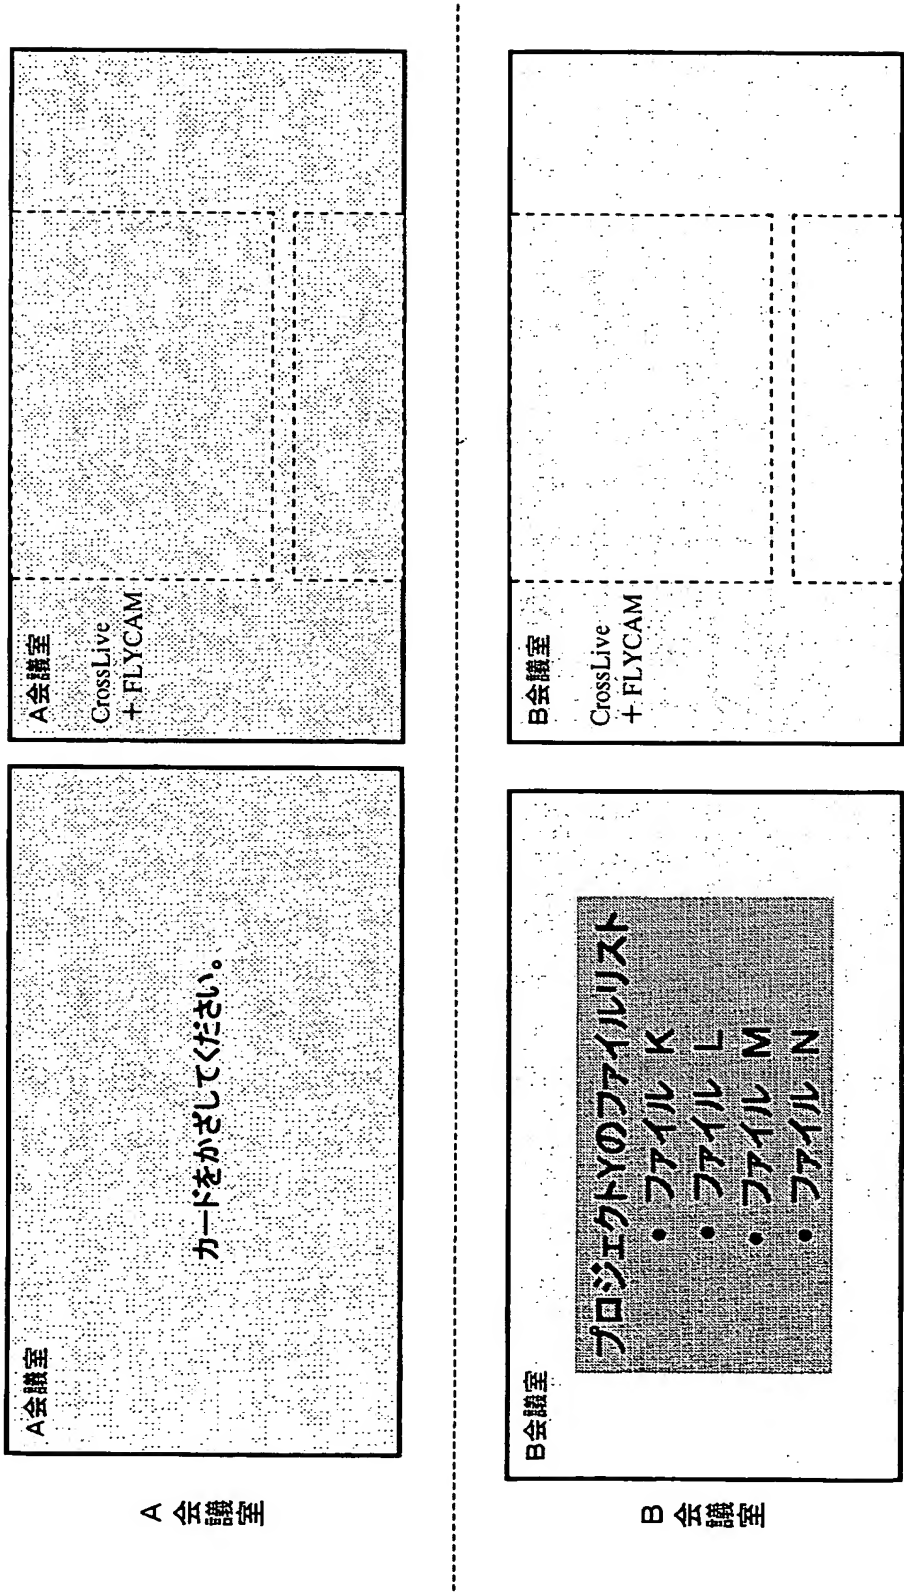 A 会議室
A会議室
カードをかざしてください。
A会議室
CrossLive
+ FLYCAM
B 会議室
B会議室
プロジェクトYのファイルリスト
• ファイル K
• ファイル L
• ファイル M
• ファイル N
B会議室
CrossLive
+ FLYCAM